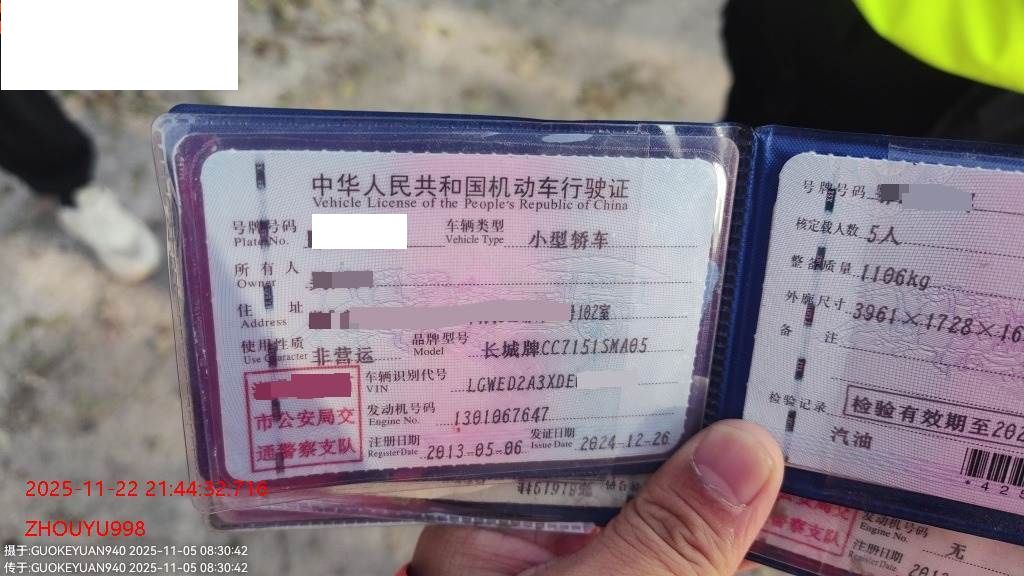 中华人民共和国机动车行驶证
Vehicle License of the People's Republic of China
号牌号码
Plate No.
车辆类型
Vehicle Type
小型轿车
所有人
Owner
住址
Address
102室
使用性质
Use Character
非营运
品牌型号
Model
长城牌CC7151SMA05
车辆识别代号
VIN
LGWED2A3XDE
市公安局交
通警察支队
发动机号码
Engine No.
1301067647
注册日期
Register Date
2013-05-06
发证日期
Issue Date
2024-12-26
号牌号码
核定载人数 5人
整备质量 1106kg
外廓尺寸 3961×1728×16
备注
检验记录
检验有效期至202
汽油
*425
发动机号码
Engine No.
无
注册日期
Register Date
201
2025-11-22 21:44:32.716
ZHOUYU998
摄于:GUOKEYUAN940 2025-11-05 08:30:42
传于:GUOKEYUAN940 2025-11-05 08:30:42